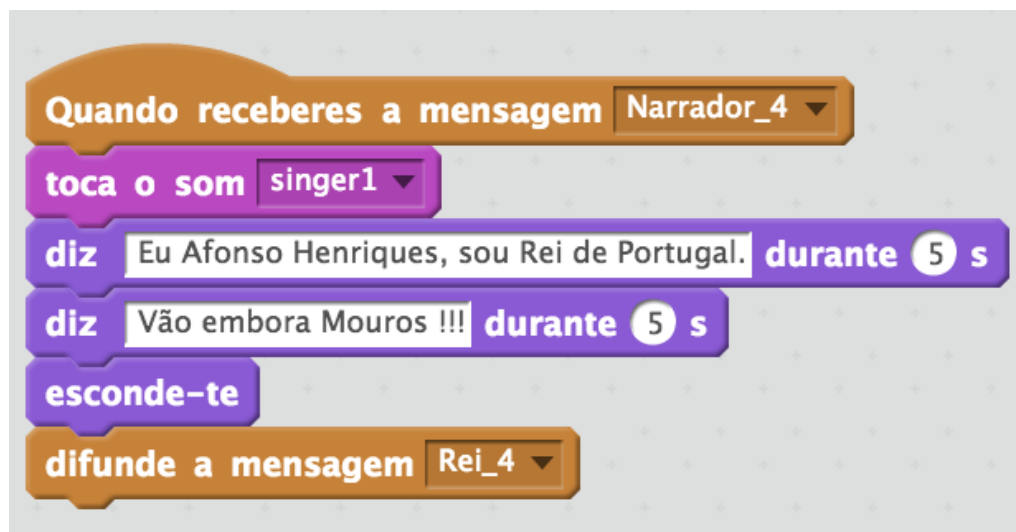 Quando receberes a mensagem Narrador_4
toca o som singer1
diz Eu Afonso Henriques, sou Rei de Portugal. durante 5 s
diz Vão embora Mouros !!! durante 5 s
esconde-te
difunde a mensagem Rei_4